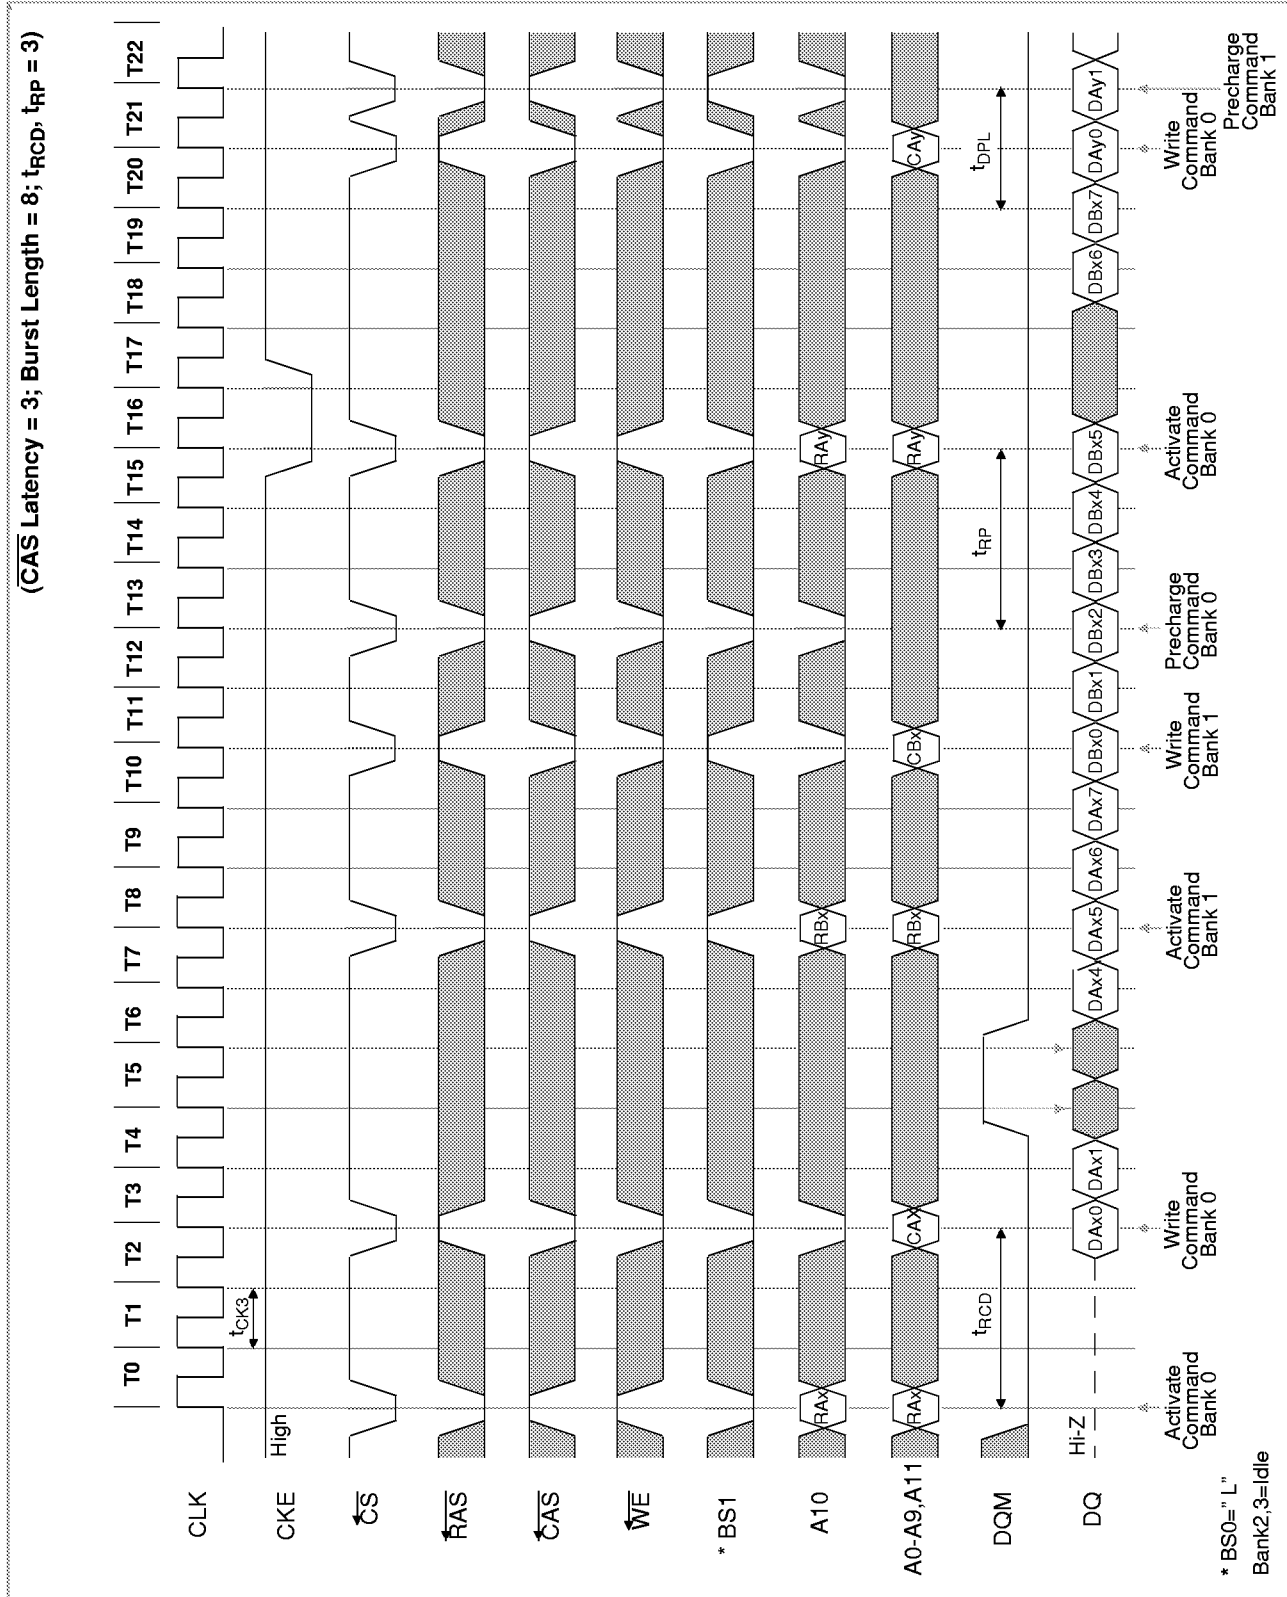 (CAS Latency = 3; Burst Length = 8; tRCD, tRP = 3)
T0 T1 T2 T3 T4 T5 T6 T7 T8 T9 T10 T11 T12 T13 T14 T15 T16 T17 T18 T19 T20 T21 T22
CLK
tCK3
CKE
High
CS
RAS
CAS
WE
* BS1
A10
RAx RBx RAy
A0-A9,A11
RAx CAX RBx CBx RAy CAy
DQM
tRCD tRP tDPL
DQ
Hi-Z
DAx0 DAx1 DAx4 DAx5 DAx6 DAx7 DBx0 DBx1 DBx2 DBx3 DBx4 DBx5 DBx6 DBx7 DAy0 DAy1
Activate
Command
Bank 0
Write
Command
Bank 0
Activate
Command
Bank 1
Write
Command
Bank 1
Precharge
Command
Bank 0
Activate
Command
Bank 0
Write
Command
Bank 0
Precharge
Command
Bank 1
* BS0=" L"
Bank2,3=Idle